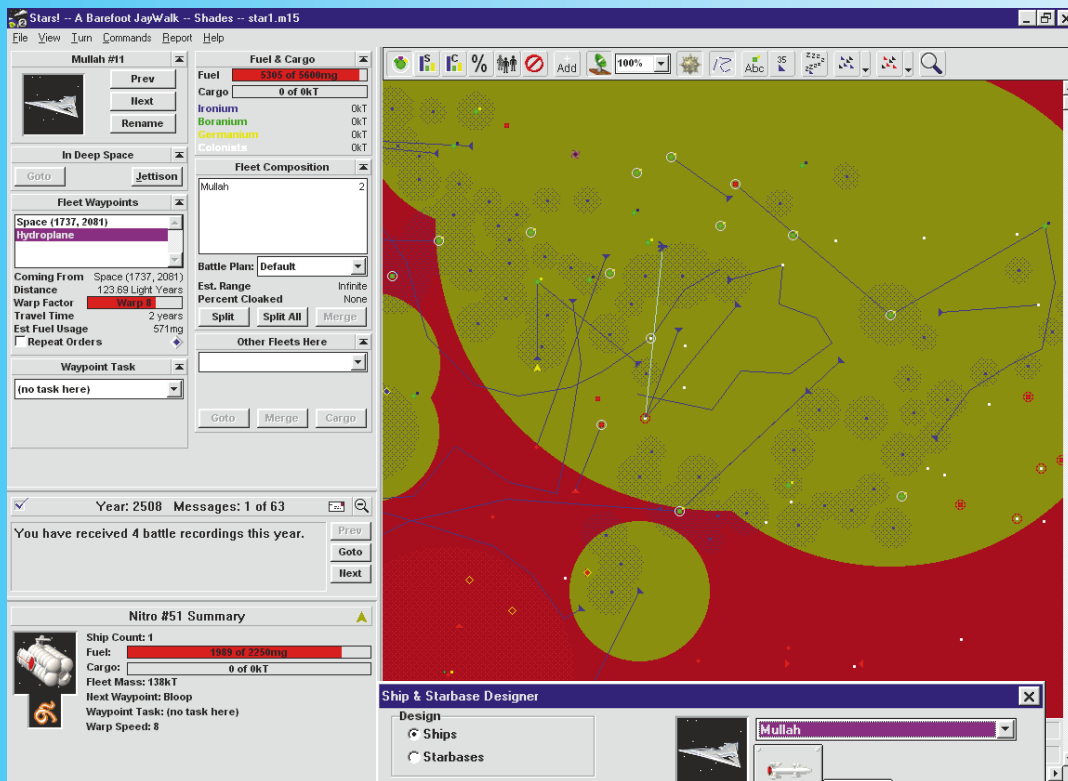 Stars! -- A Barefoot JayWalk -- Shades -- star1.m15
File View Turn Commands Report Help
Mullah #11
Prev
Next
Rename
In Deep Space
Goto Jettison
Fleet Waypoints
Space (1737, 2081)
Hydroplane
Coming From Space (1737, 2081)
Distance 123.69 Light Years
Warp Factor Warp 8
Travel Time 2 years
Est Fuel Usage 571mg
Repeat Orders
Waypoint Task
(no task here)
Fuel & Cargo
Fuel 5305 of 5600mg
Cargo 0 of 0kT
Ironium 0kT
Boranium 0kT
Germanium 0kT
Colonists 0kT
Fleet Composition
Mullah 2
Battle Plan: Default
Est. Range Infinite
Percent Cloaked None
Split Split All Merge
Other Fleets Here
Goto Merge Cargo
S C % Add 100% Abc 35 zzz
Year: 2508 Messages: 1 of 63
You have received 4 battle recordings this year.
Prev
Goto
Next
Nitro #51 Summary
Ship Count: 1
Fuel: 1989 of 2250mg
Cargo: 0 of 0kT
Fleet Mass: 138kT
Next Waypoint: Bloop
Waypoint Task: (no task here)
Warp Speed: 8
Ship & Starbase Designer
Design
Ships
Starbases
Mullah